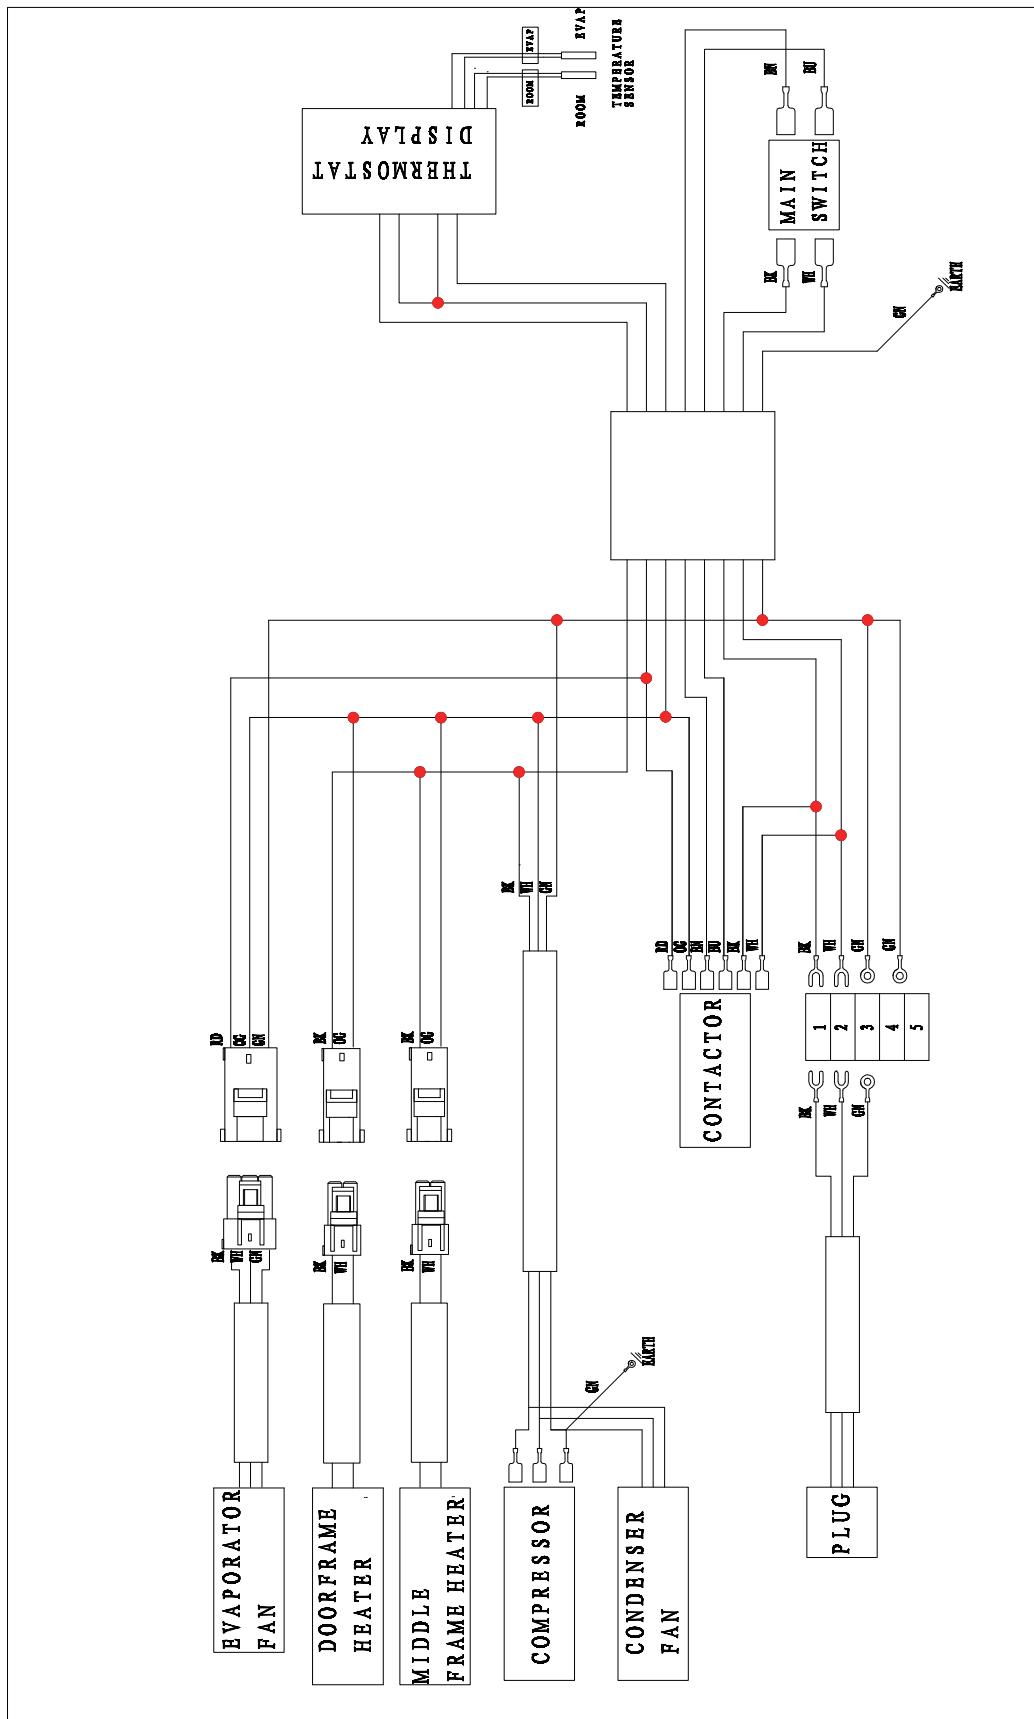 EVAP
EVAP
ROOM
ROOM
TEMPERATURE
SENSOR
THERMOSTAT
DISPLAY
BN
BU
MAIN
SWITCH
BK
WH
GN
EARTH
RD
OG
BN
BU
BK
WH
CONTACTOR
BK
WH
GN
GN
1
2
3
4
5
BK
WH
GN
PLUG
BK
WH
GN
GN
EARTH
COMPRESSOR
CONDENSER
FAN
RD
OG
GN
BK
WH
GN
EVAPORATOR
FAN
BK
OG
BK
WH
DOORFRAME
HEATER
BK
OG
BK
WH
MIDDLE
FRAME HEATER